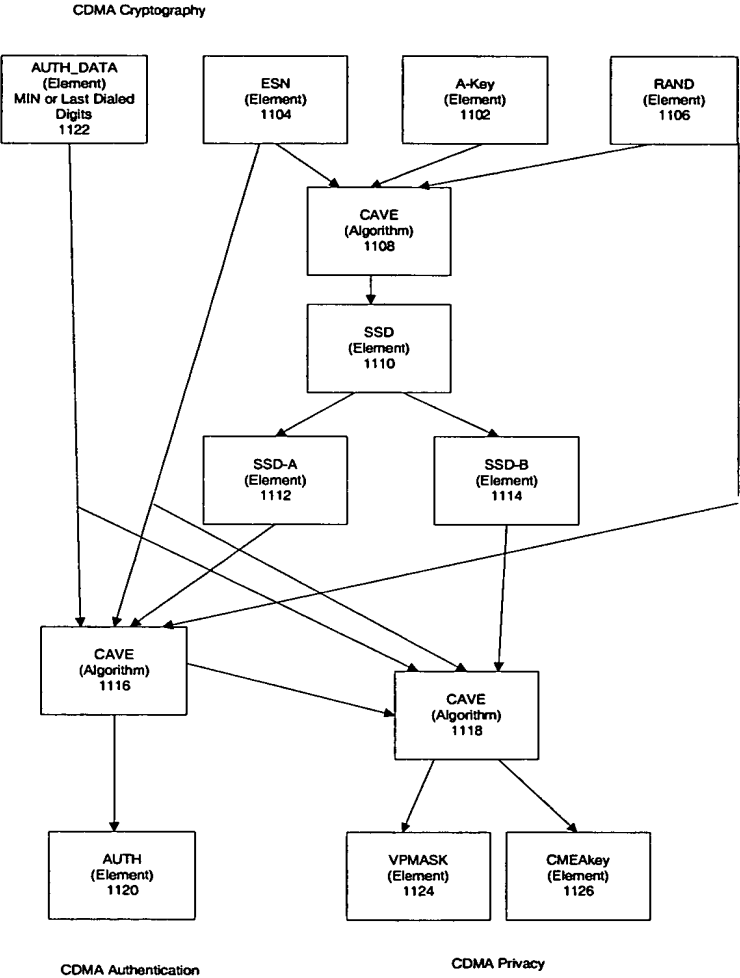 CDMA Cryptography
AUTH_DATA
(Element)
MIN or Last Dialed
Digits
1122
ESN
(Element)
1104
A-Key
(Element)
1102
RAND
(Element)
1106
CAVE
(Algorithm)
1108
SSD
(Element)
1110
SSD-A
(Element)
1112
SSD-B
(Element)
1114
CAVE
(Algorithm)
1116
CAVE
(Algorithm)
1118
AUTH
(Element)
1120
VPMASK
(Element)
1124
CMEAkey
(Element)
1126
CDMA Authentication
CDMA Privacy